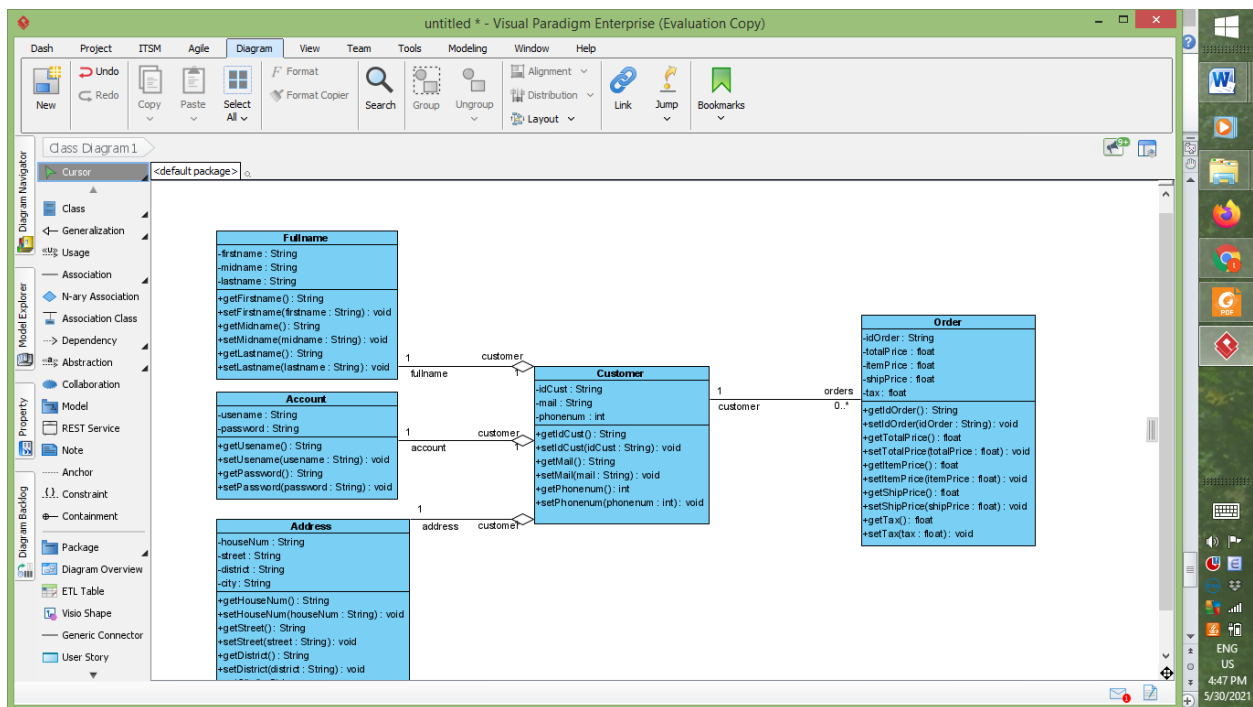 untitled * - Visual Paradigm Enterprise (Evaluation Copy)
Dash Project ITSM Agile Diagram View Team Tools Modeling Window Help
New
Undo
Redo
Copy
Paste
Select All
Format
Format Copier
Search
Group
Ungroup
Alignment
Distribution
Layout
Link
Jump
Bookmarks
Class Diagram1
9+
Diagram Navigator
Model Explorer
Property
Diagram Backlog
Cursor
Class
Generalization
«U» Usage
Association
N-ary Association
Association Class
Dependency
Abstraction
Collaboration
Model
REST Service
Note
Anchor
Constraint
Containment
Package
Diagram Overview
ETL Table
Visio Shape
Generic Connector
User Story
<default package>
Fullname
-firstname : String
-midname : String
-lastname : String
+getFirstname() : String
+setFirstname(firstname : String) : void
+getMidname() : String
+setMidname(midname : String) : void
+getLastname() : String
+setLastname(lastname : String) : void
1
customer
fullname
1
Account
-usename : String
-password : String
+getUsename() : String
+setUsename(usename : String) : void
+getPassword() : String
+setPassword(password : String) : void
1
customer
account
1
Address
-houseNum : String
-street : String
-district : String
-city : String
+getHouseNum() : String
+setHouseNum(houseNum : String) : void
+getStreet() : String
+setStreet(street : String) : void
+getDistrict() : String
+setDistrict(district : String) : void
1
address
customer
Customer
-idCust : String
-mail : String
-phonenum : int
+getIdCust() : String
+setIdCust(idCust : String) : void
+getMail() : String
+setMail(mail : String) : void
+getPhonenum() : int
+setPhonenum(phonenum : int) : void
1
orders
customer
0..*
Order
-idOrder : String
-totalPrice : float
-itemPrice : float
-shipPrice : float
-tax : float
+getIdOrder() : String
+setIdOrder(idOrder : String) : void
+getTotalPrice() : float
+setTotalPrice(totalPrice : float) : void
+getItemPrice() : float
+setItemPrice(itemPrice : float) : void
+getShipPrice() : float
+setShipPrice(shipPrice : float) : void
+getTax() : float
+setTax(tax : float) : void
PDF
ENG
US
4:47 PM
5/30/2021